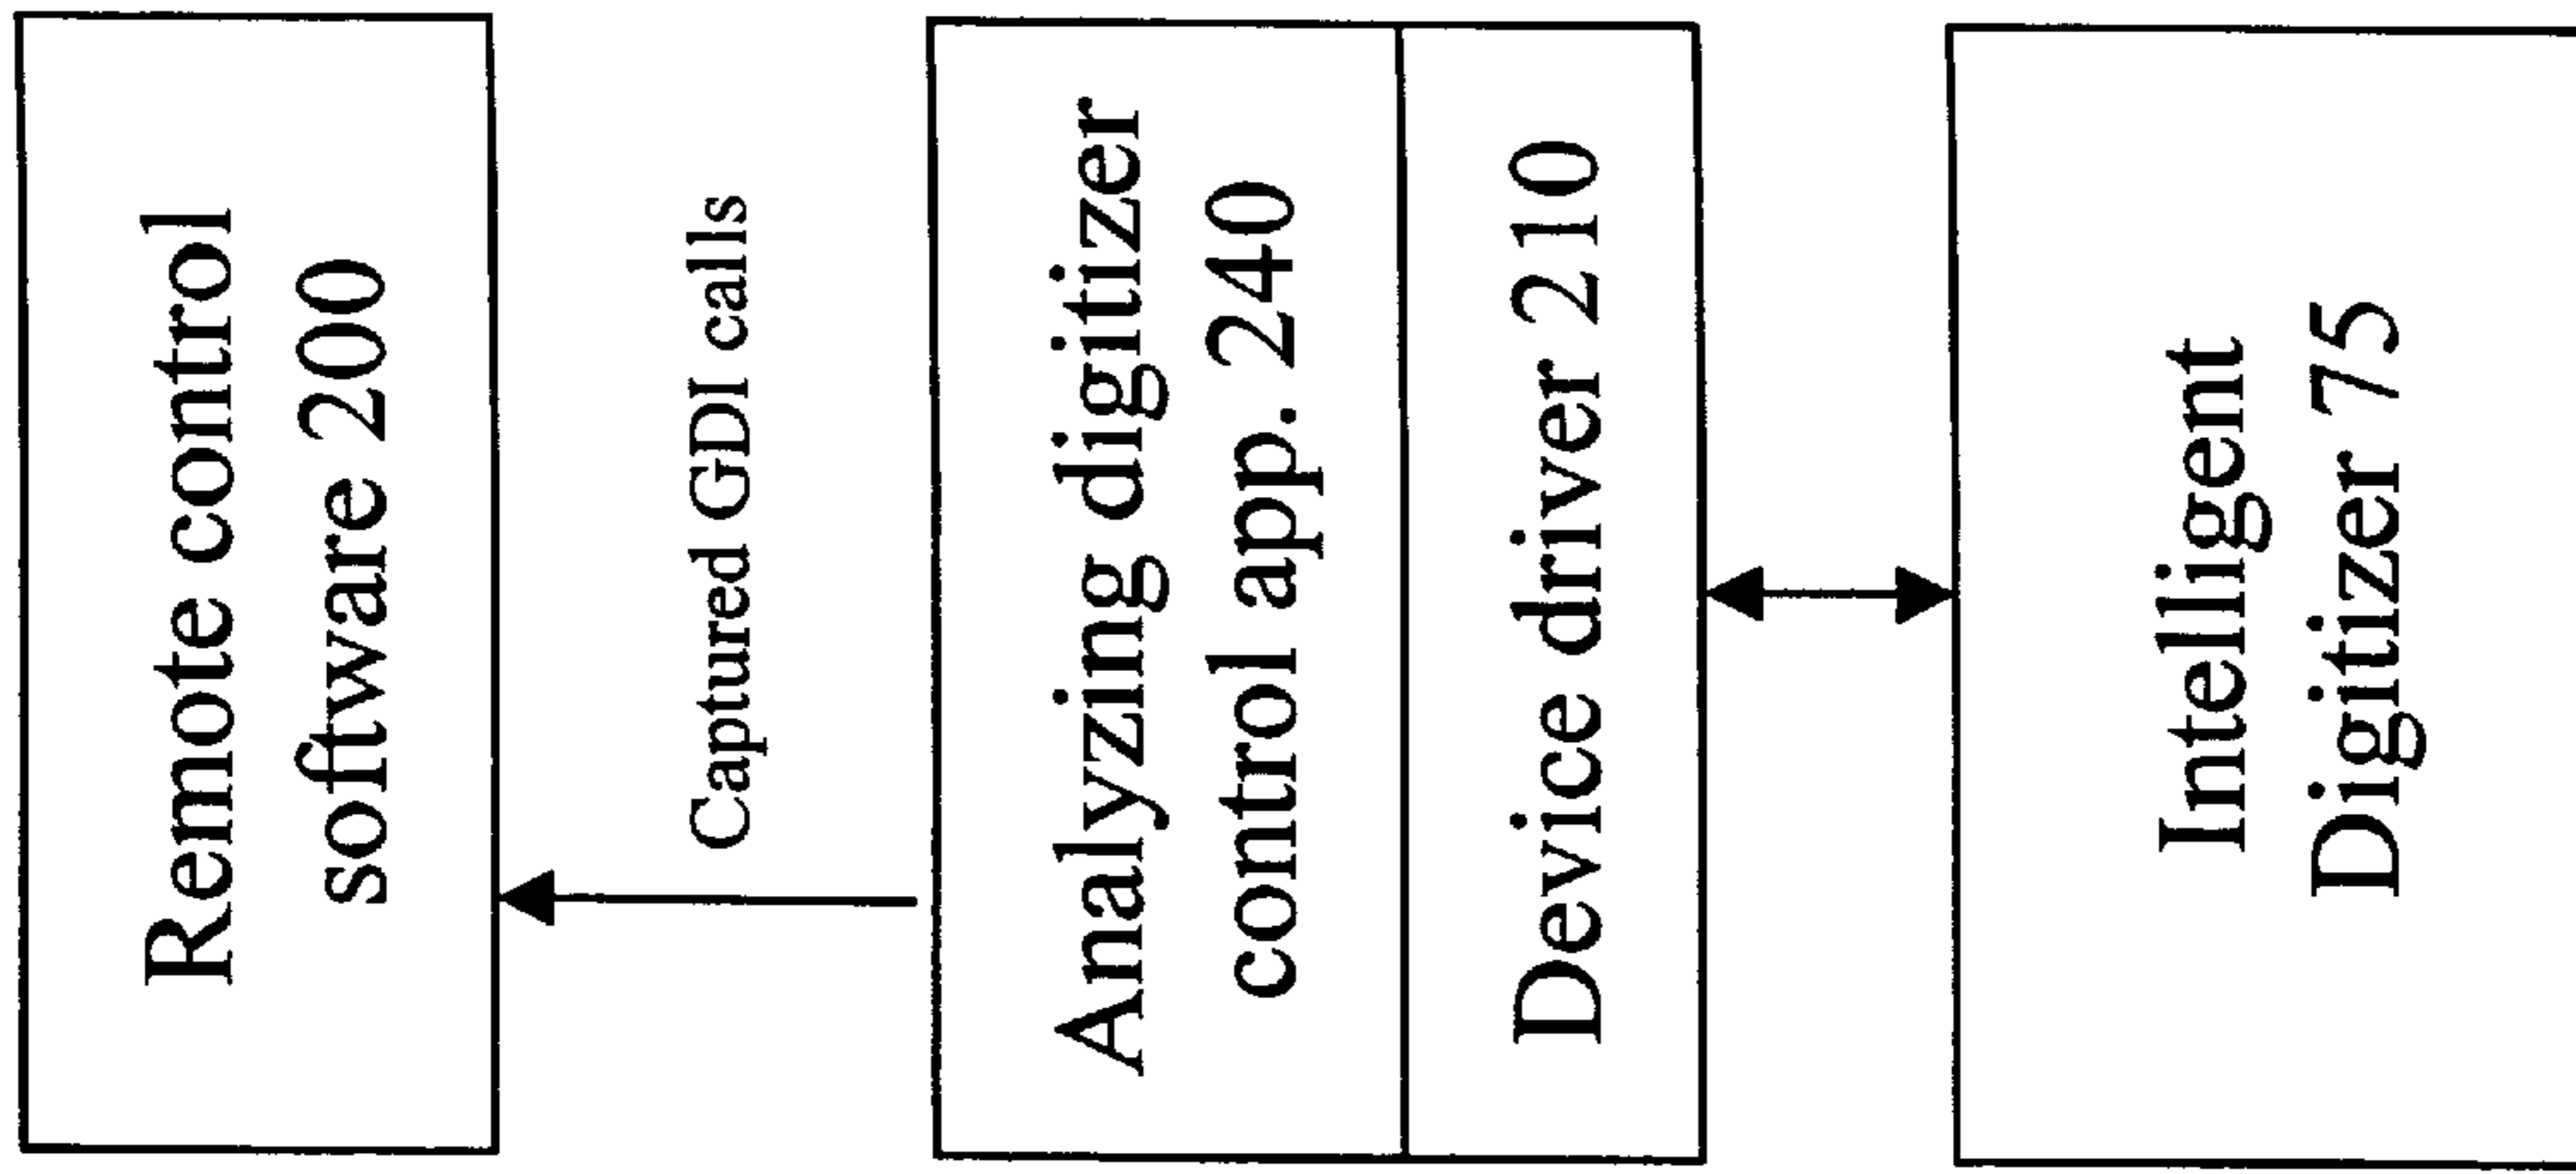 Remote control
software 200
Captured GDI calls
Analyzing digitizer
control app. 240
Device driver 210
Intelligent
Digitizer 75